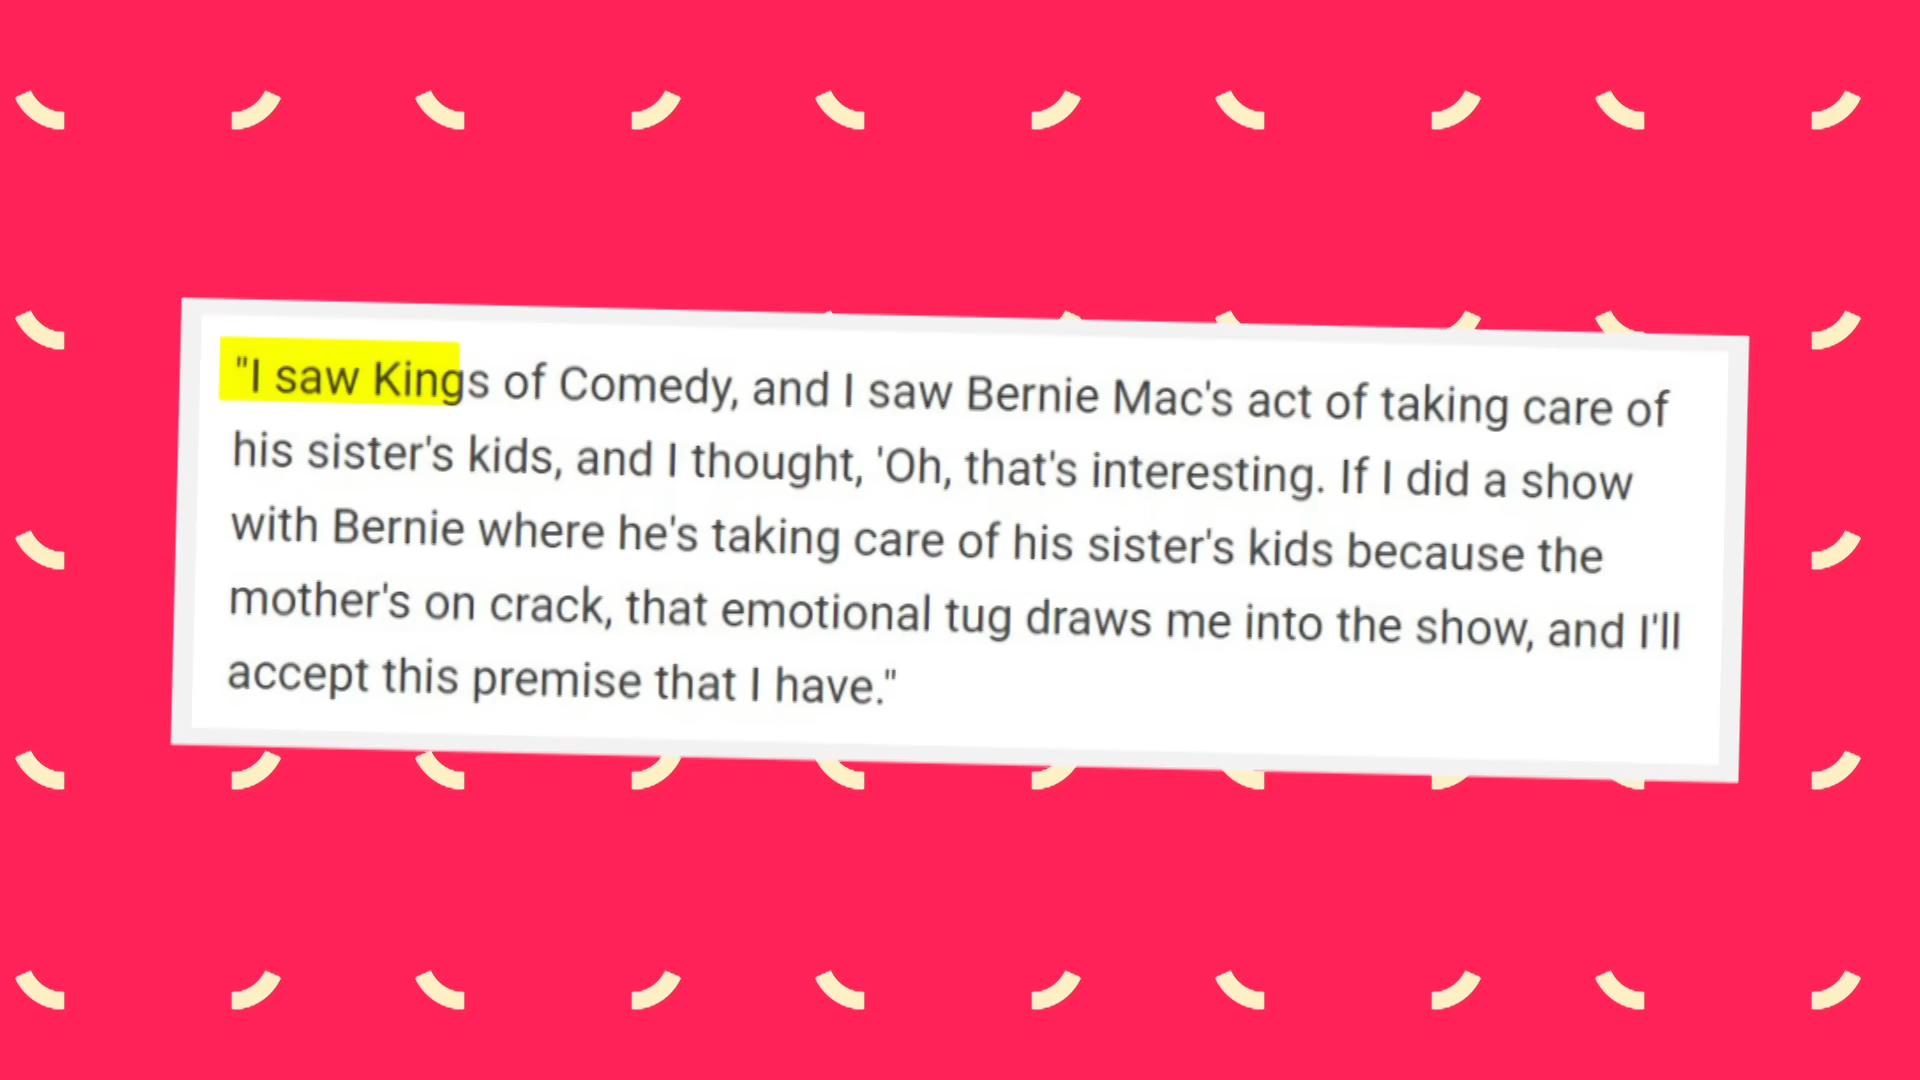 "I saw Kings of Comedy, and I saw Bernie Mac's act of taking care of
his sister's kids, and I thought, 'Oh, that's interesting. If I did a show
with Bernie where he's taking care of his sister's kids because the
mother's on crack, that emotional tug draws me into the show, and I'll
accept this premise that I have."